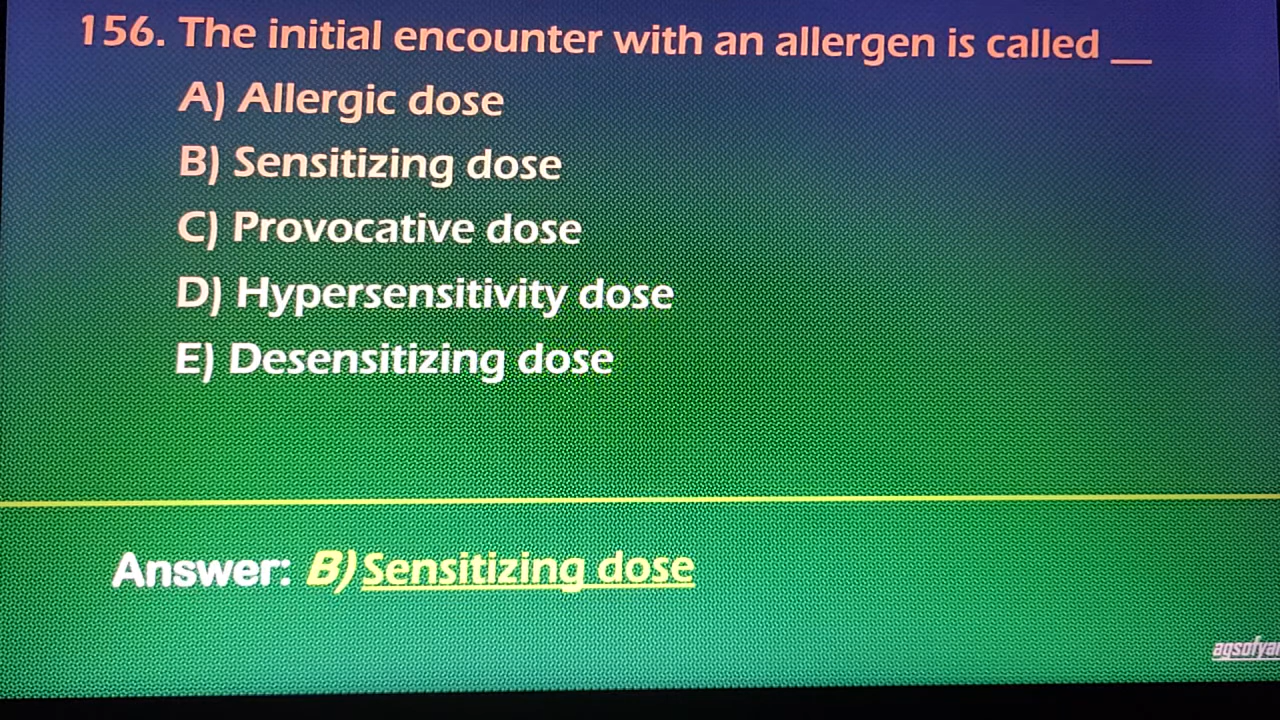 156. The initial encounter with an allergen is called __
A) Allergic dose
B) Sensitizing dose
C) Provocative dose
D) Hypersensitivity dose
E) Desensitizing dose
Answer: B) Sensitizing dose